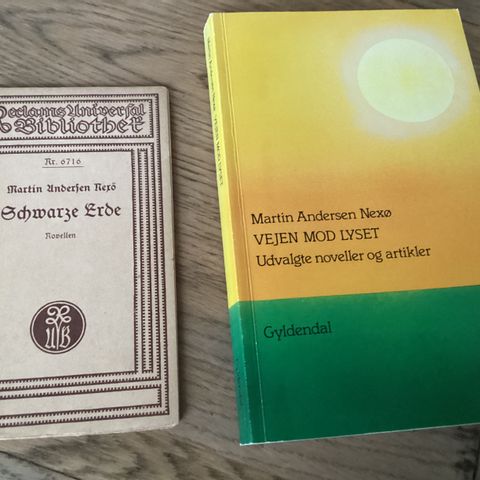 Reclams Universal
Bibliothek
Nr. 6716
Martin Andersen Nexö
Schwarze Erde
Novellen
UB
Martin Andersen Nexø
VEJEN MOD LYSET
Udvalgte noveller og artikler
Gyldendal